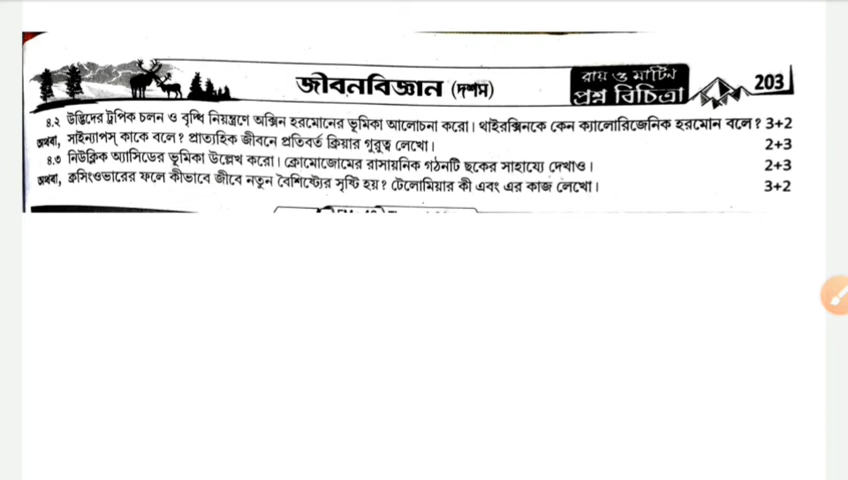 জীবনবিজ্ঞান (দশম)
রায় ও মার্টিন
প্রশ্ন বিচিত্রা
203
৪.২ উদ্ভিদের ট্রপিক চলন ও বৃদ্ধি নিয়ন্ত্রণে অক্সিন হরমোনের ভূমিকা আলোচনা করো। থাইরক্সিনকে কেন ক্যালোরিজেনিক হরমোন বলে? 3+2
অথবা, সাইন্যাপস্ কাকে বলে? প্রাত্যহিক জীবনে প্রতিবর্ত ক্রিয়ার গুরুত্ব লেখো। 2+3
৪.৩ নিউক্লিক অ্যাসিডের ভূমিকা উল্লেখ করো। ক্রোমোজোমের রাসায়নিক গঠনটি ছকের সাহায্যে দেখাও। 2+3
অথবা, ক্রসিংওভারের ফলে কীভাবে জীবে নতুন বৈশিষ্ট্যের সৃষ্টি হয়? টেলোমিয়ার কী এবং এর কাজ লেখো। 3+2